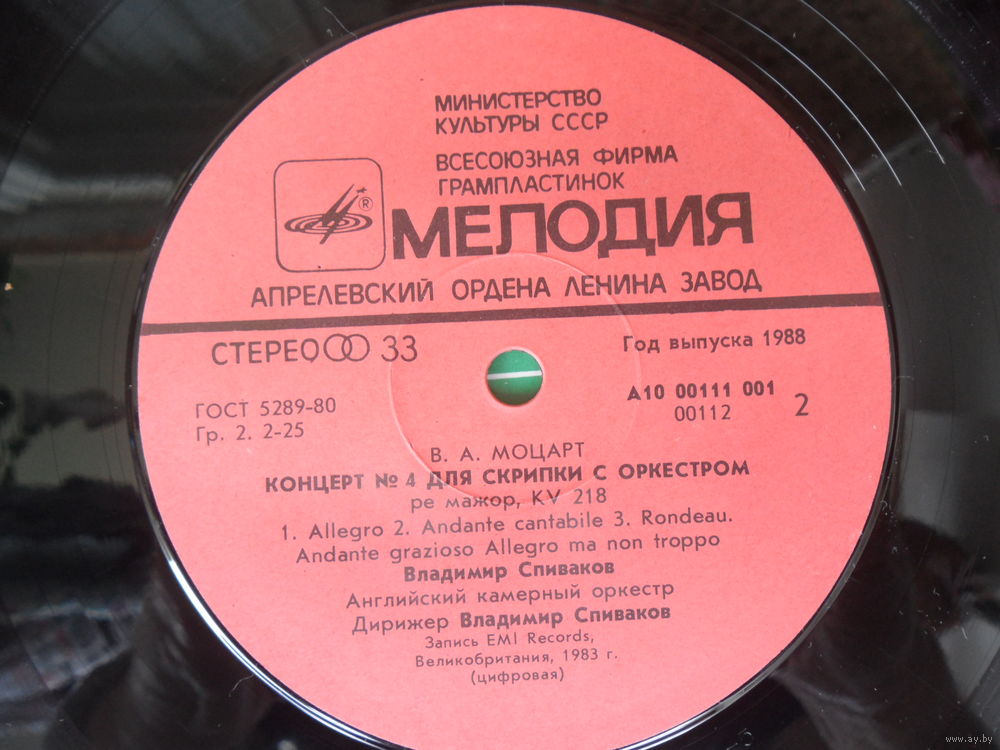 МИНИСТЕРСТВО
КУЛЬТУРЫ СССР
ВСЕСОЮЗНАЯ ФИРМА
ГРАМПЛАСТИНОК
®
МЕЛОДИЯ
АПРЕЛЕВСКИЙ ОРДЕНА ЛЕНИНА ЗАВОД
СТЕРЕО 33
Год выпуска 1988
ГОСТ 5289-80
Гр. 2. 2-25
А10 00111 001
00112
2
В. А. МОЦАРТ
КОНЦЕРТ № 4 ДЛЯ СКРИПКИ С ОРКЕСТРОМ
ре мажор, KV 218
1. Allegro 2. Andante cantabile 3. Rondeau.
Andante grazioso Allegro ma non troppo
Владимир Спиваков
Английский камерный оркестр
Дирижер Владимир Спиваков
Запись EMI Records,
Великобритания, 1983 г.
(цифровая)
www.ay.by